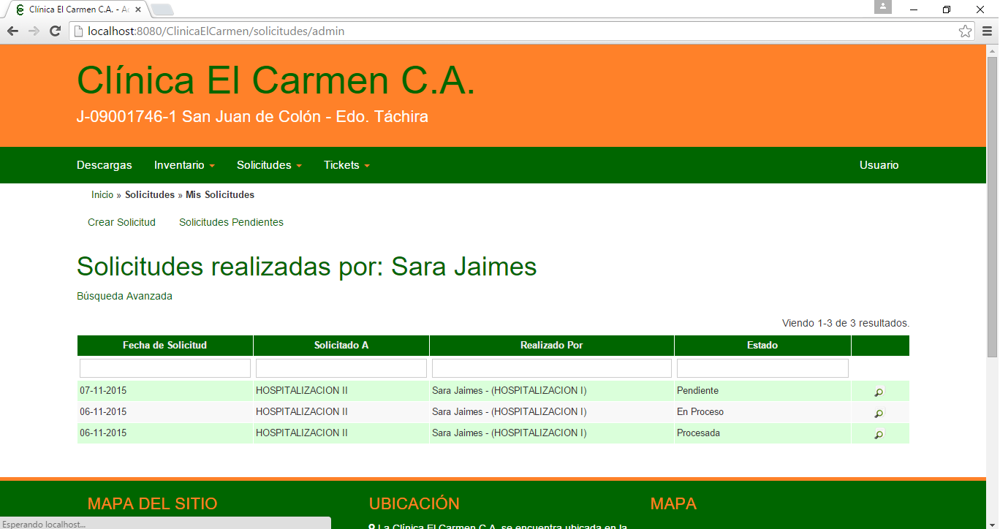 Clínica El Carmen C.A. - Ad
localhost:8080/ClinicaElCarmen/solicitudes/admin
Clínica El Carmen C.A.
J-09001746-1 San Juan de Colón - Edo. Táchira
Descargas Inventario Solicitudes Tickets Usuario
Inicio » Solicitudes » Mis Solicitudes
Crear Solicitud Solicitudes Pendientes
Solicitudes realizadas por: Sara Jaimes
Búsqueda Avanzada
Viendo 1-3 de 3 resultados.
Fecha de Solicitud Solicitado A Realizado Por Estado
07-11-2015 HOSPITALIZACION II Sara Jaimes - (HOSPITALIZACION I) Pendiente
06-11-2015 HOSPITALIZACION II Sara Jaimes - (HOSPITALIZACION I) En Proceso
06-11-2015 HOSPITALIZACION II Sara Jaimes - (HOSPITALIZACION I) Procesada
MAPA DEL SITIO UBICACIÓN MAPA
La Clínica El Carmen C.A. se encuentra ubicada en la
Esperando localhost...